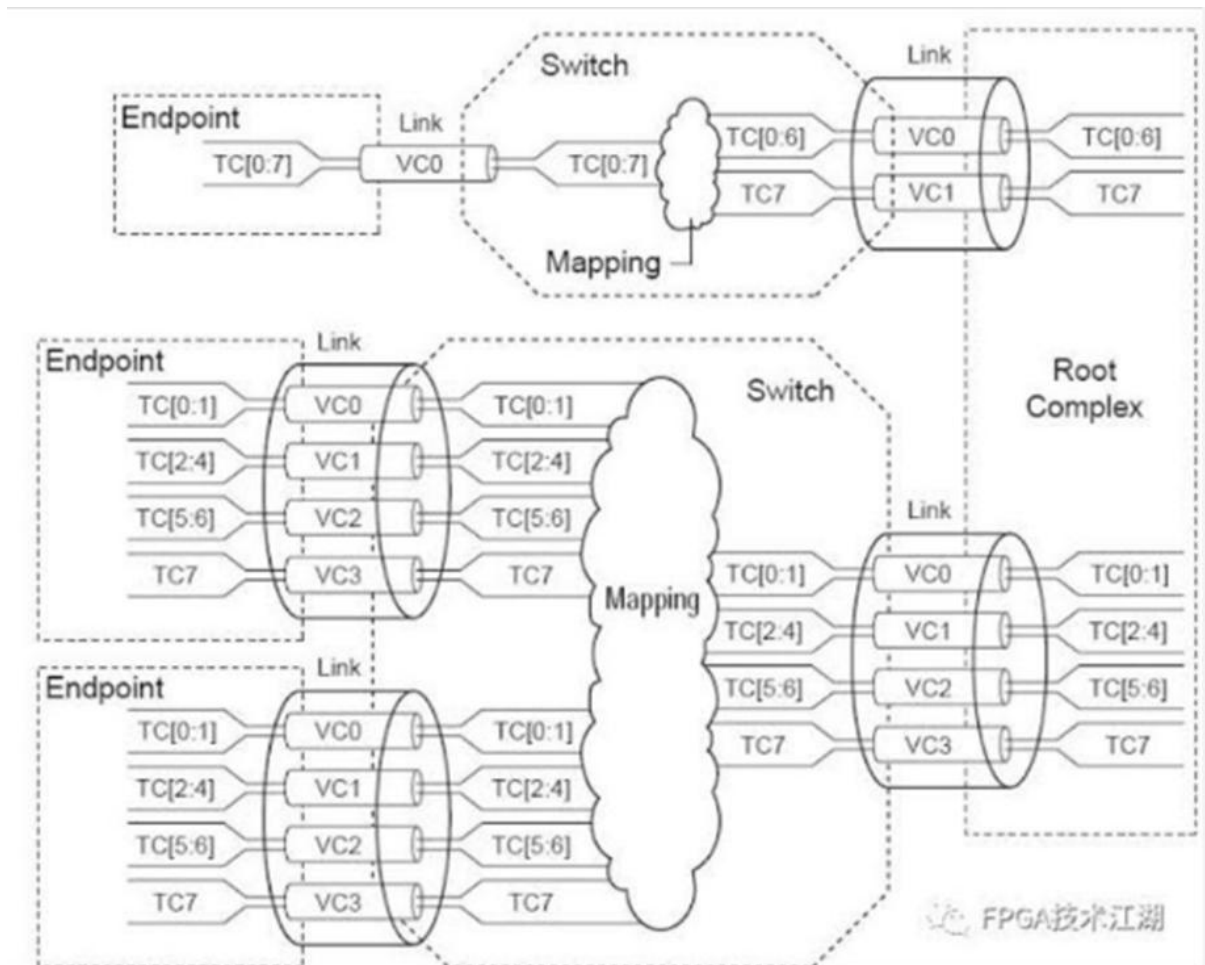 Switch
Link
Endpoint
Link
TC[0:7]
VC0
TC[0:7]
TC[0:6]
VC0
TC[0:6]
TC7
VC1
TC7
Mapping
Root
Complex
Endpoint
Link
Switch
TC[0:1]
VC0
TC[0:1]
TC[2:4]
VC1
TC[2:4]
TC[5:6]
VC2
TC[5:6]
TC7
VC3
TC7
Mapping
Link
TC[0:1]
VC0
TC[0:1]
TC[2:4]
VC1
TC[2:4]
TC[5:6]
VC2
TC[5:6]
TC7
VC3
TC7
Endpoint
Link
TC[0:1]
VC0
TC[0:1]
TC[2:4]
VC1
TC[2:4]
TC[5:6]
VC2
TC[5:6]
TC7
VC3
TC7
FPGA技术江湖